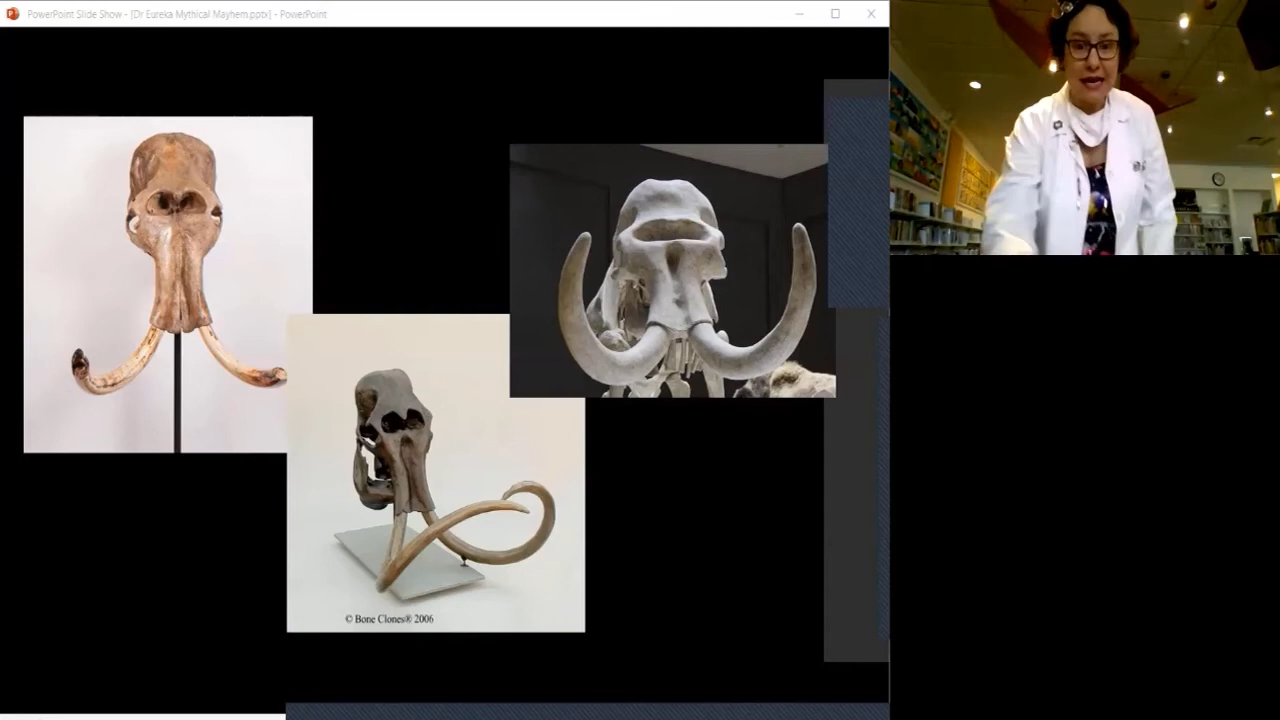 PowerPoint Slide Show - [Dr Eureka Mythical Mayhem.pptx] - PowerPoint
© Bone Clones® 2006